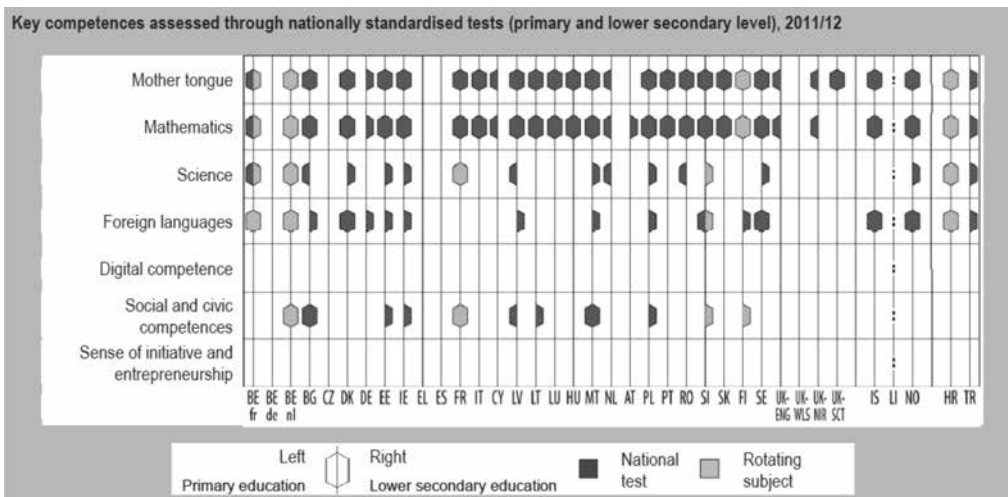 Key competences assessed through nationally standardised tests (primary and lower secondary level), 2011/12
Mother tongue
Mathematics
Science
Foreign languages
Digital competence
Social and civic
competences
Sense of initiative and
entrepreneurship
BE BE BE BG CZ DK DE EE IE EL ES FR IT CY LV LT LU HU MT NL AT PL PT RO SI SK FI SE UK- UK- UK- UK- IS LI NO HR TR
fr de nl ENG WLS NIR SCT
Left Right National Rotating
Primary education Lower secondary education test subject